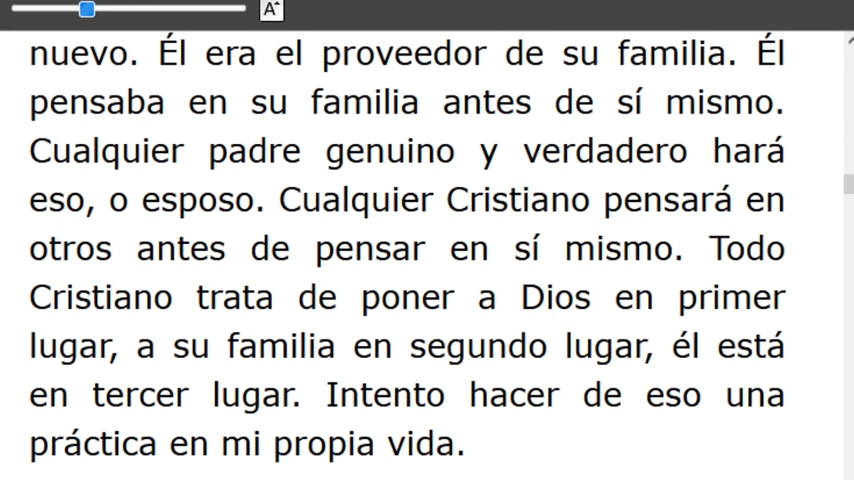 A
nuevo. Él era el proveedor de su familia. Él
pensaba en su familia antes de sí mismo.
Cualquier padre genuino y verdadero hará
eso, o esposo. Cualquier Cristiano pensará en
otros antes de pensar en sí mismo. Todo
Cristiano trata de poner a Dios en primer
lugar, a su familia en segundo lugar, él está
en tercer lugar. Intento hacer de eso una
práctica en mi propia vida.